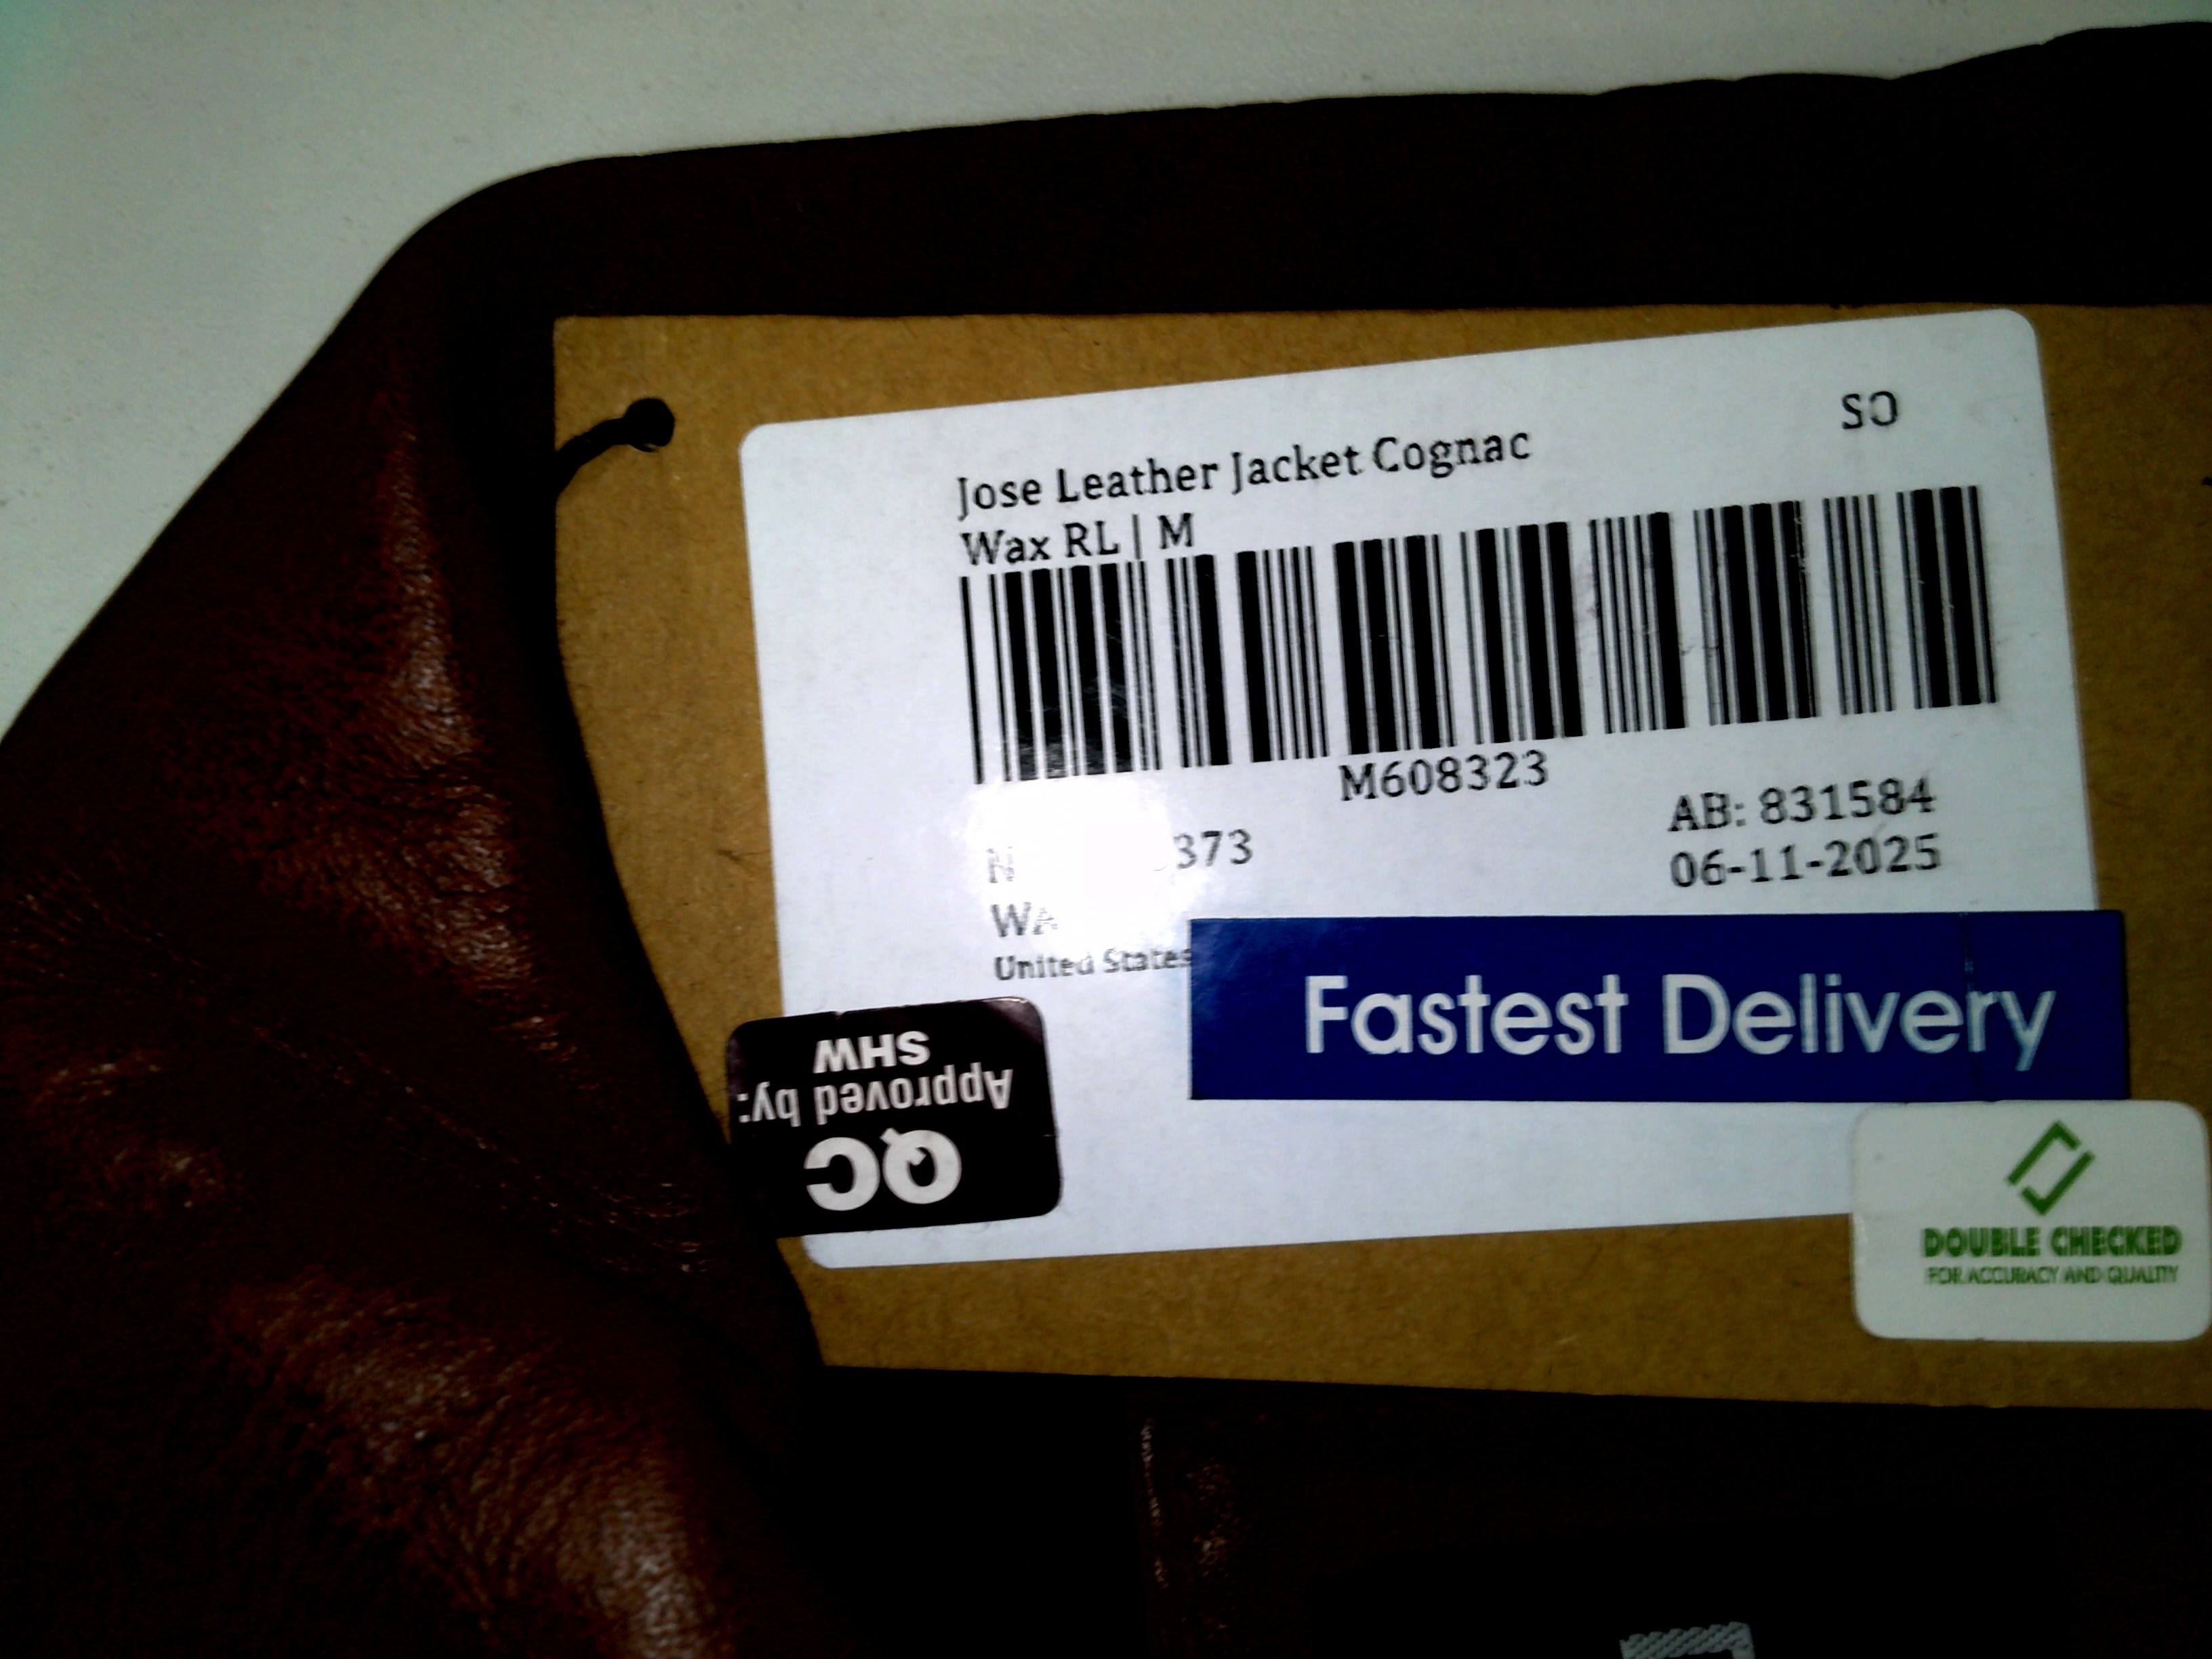 SO
Jose Leather Jacket Cognac
Wax RL | M
M608323
373
AB: 831584
06-11-2025
United States
Fastest Delivery
QC
Approved by:
SHW
DOUBLE CHECKED
FOR ACCURACY AND QUALITY